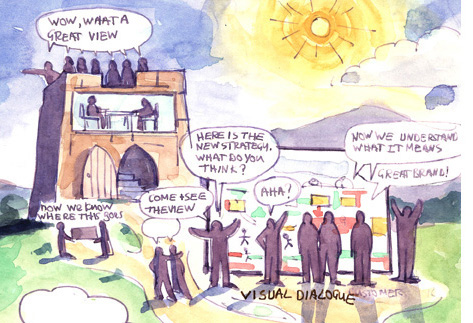 WOW, WHAT A
GREAT VIEW
HERE IS THE
NEW STRATEGY.
WHAT DO YOU
THINK?
NOW WE UNDERSTAND
WHAT IT MEANS
GREAT BRAND!
AHA!
COME + SEE
THE VIEW
NOW WE KNOW
WHERE THIS GOES
VISUAL DIALOGUE